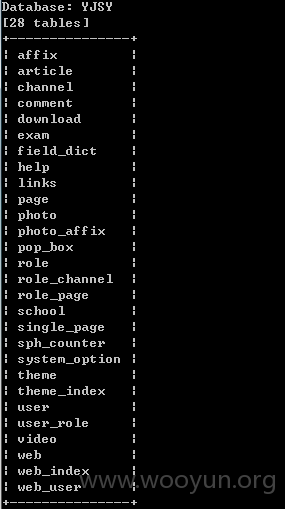 Database: YJSY
[28 tables]
+---------------+
| affix         |
| article       |
| channel       |
| comment       |
| download      |
| exam          |
| field_dict    |
| help          |
| links         |
| page          |
| photo         |
| photo_affix   |
| pop_box       |
| role          |
| role_channel  |
| role_page     |
| school        |
| single_page   |
| sph_counter   |
| system_option |
| theme         |
| theme_index   |
| user          |
| user_role     |
| video         |
| web           |
| web_index     |
| web_user      |
+---------------+
www.wooyun.org